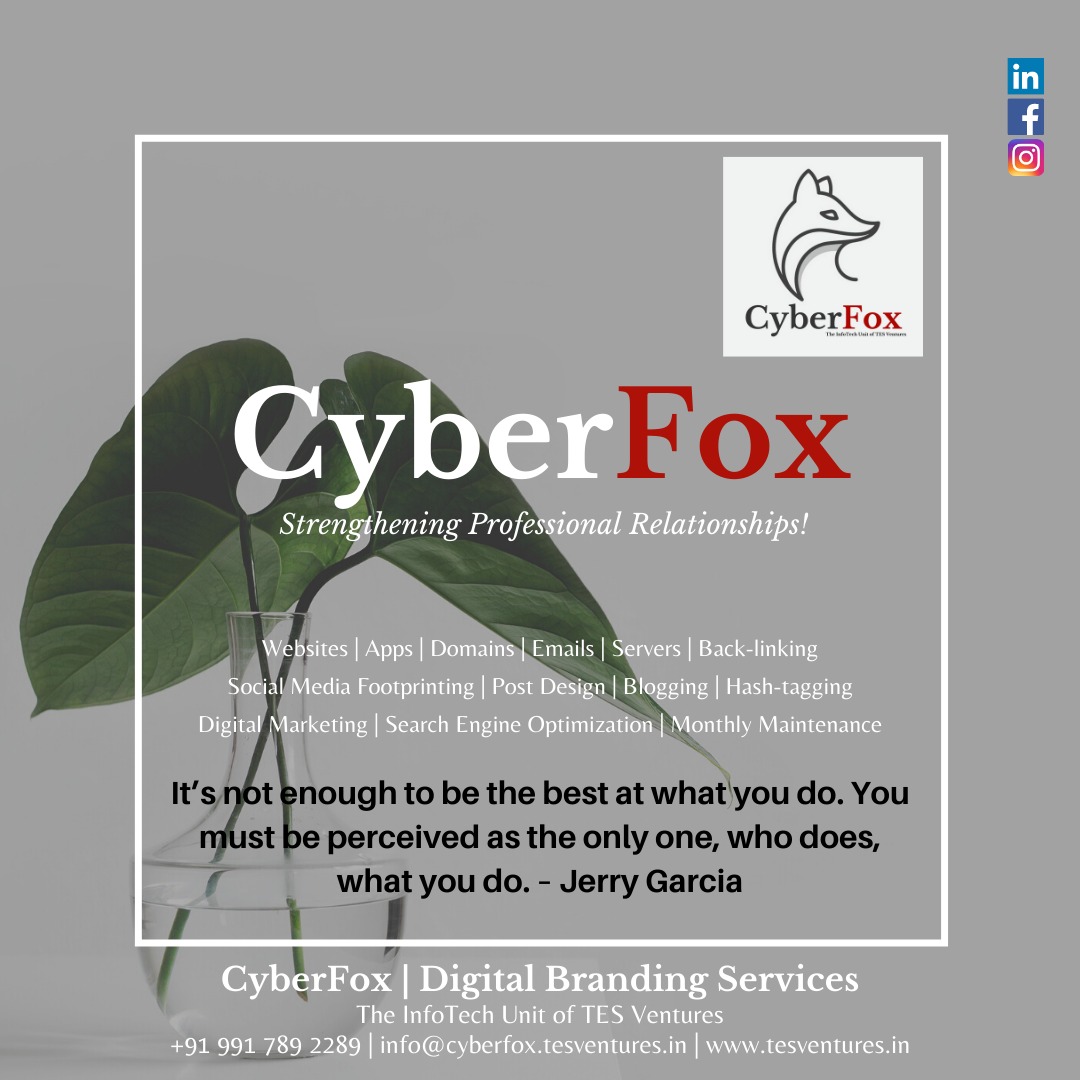 in
f
CyberFox
The InfoTech Unit of TES Ventures
CyberFox
Strengthening Professional Relationships!
Websites | Apps | Domains | Emails | Servers | Back-linking
Social Media Footprinting | Post Design | Blogging | Hash-tagging
Digital Marketing | Search Engine Optimization | Monthly Maintenance
It’s not enough to be the best at what you do. You
must be perceived as the only one, who does,
what you do. – Jerry Garcia
CyberFox | Digital Branding Services
The InfoTech Unit of TES Ventures
+91 991 789 2289 | info@cyberfox.tesventures.in | www.tesventures.in